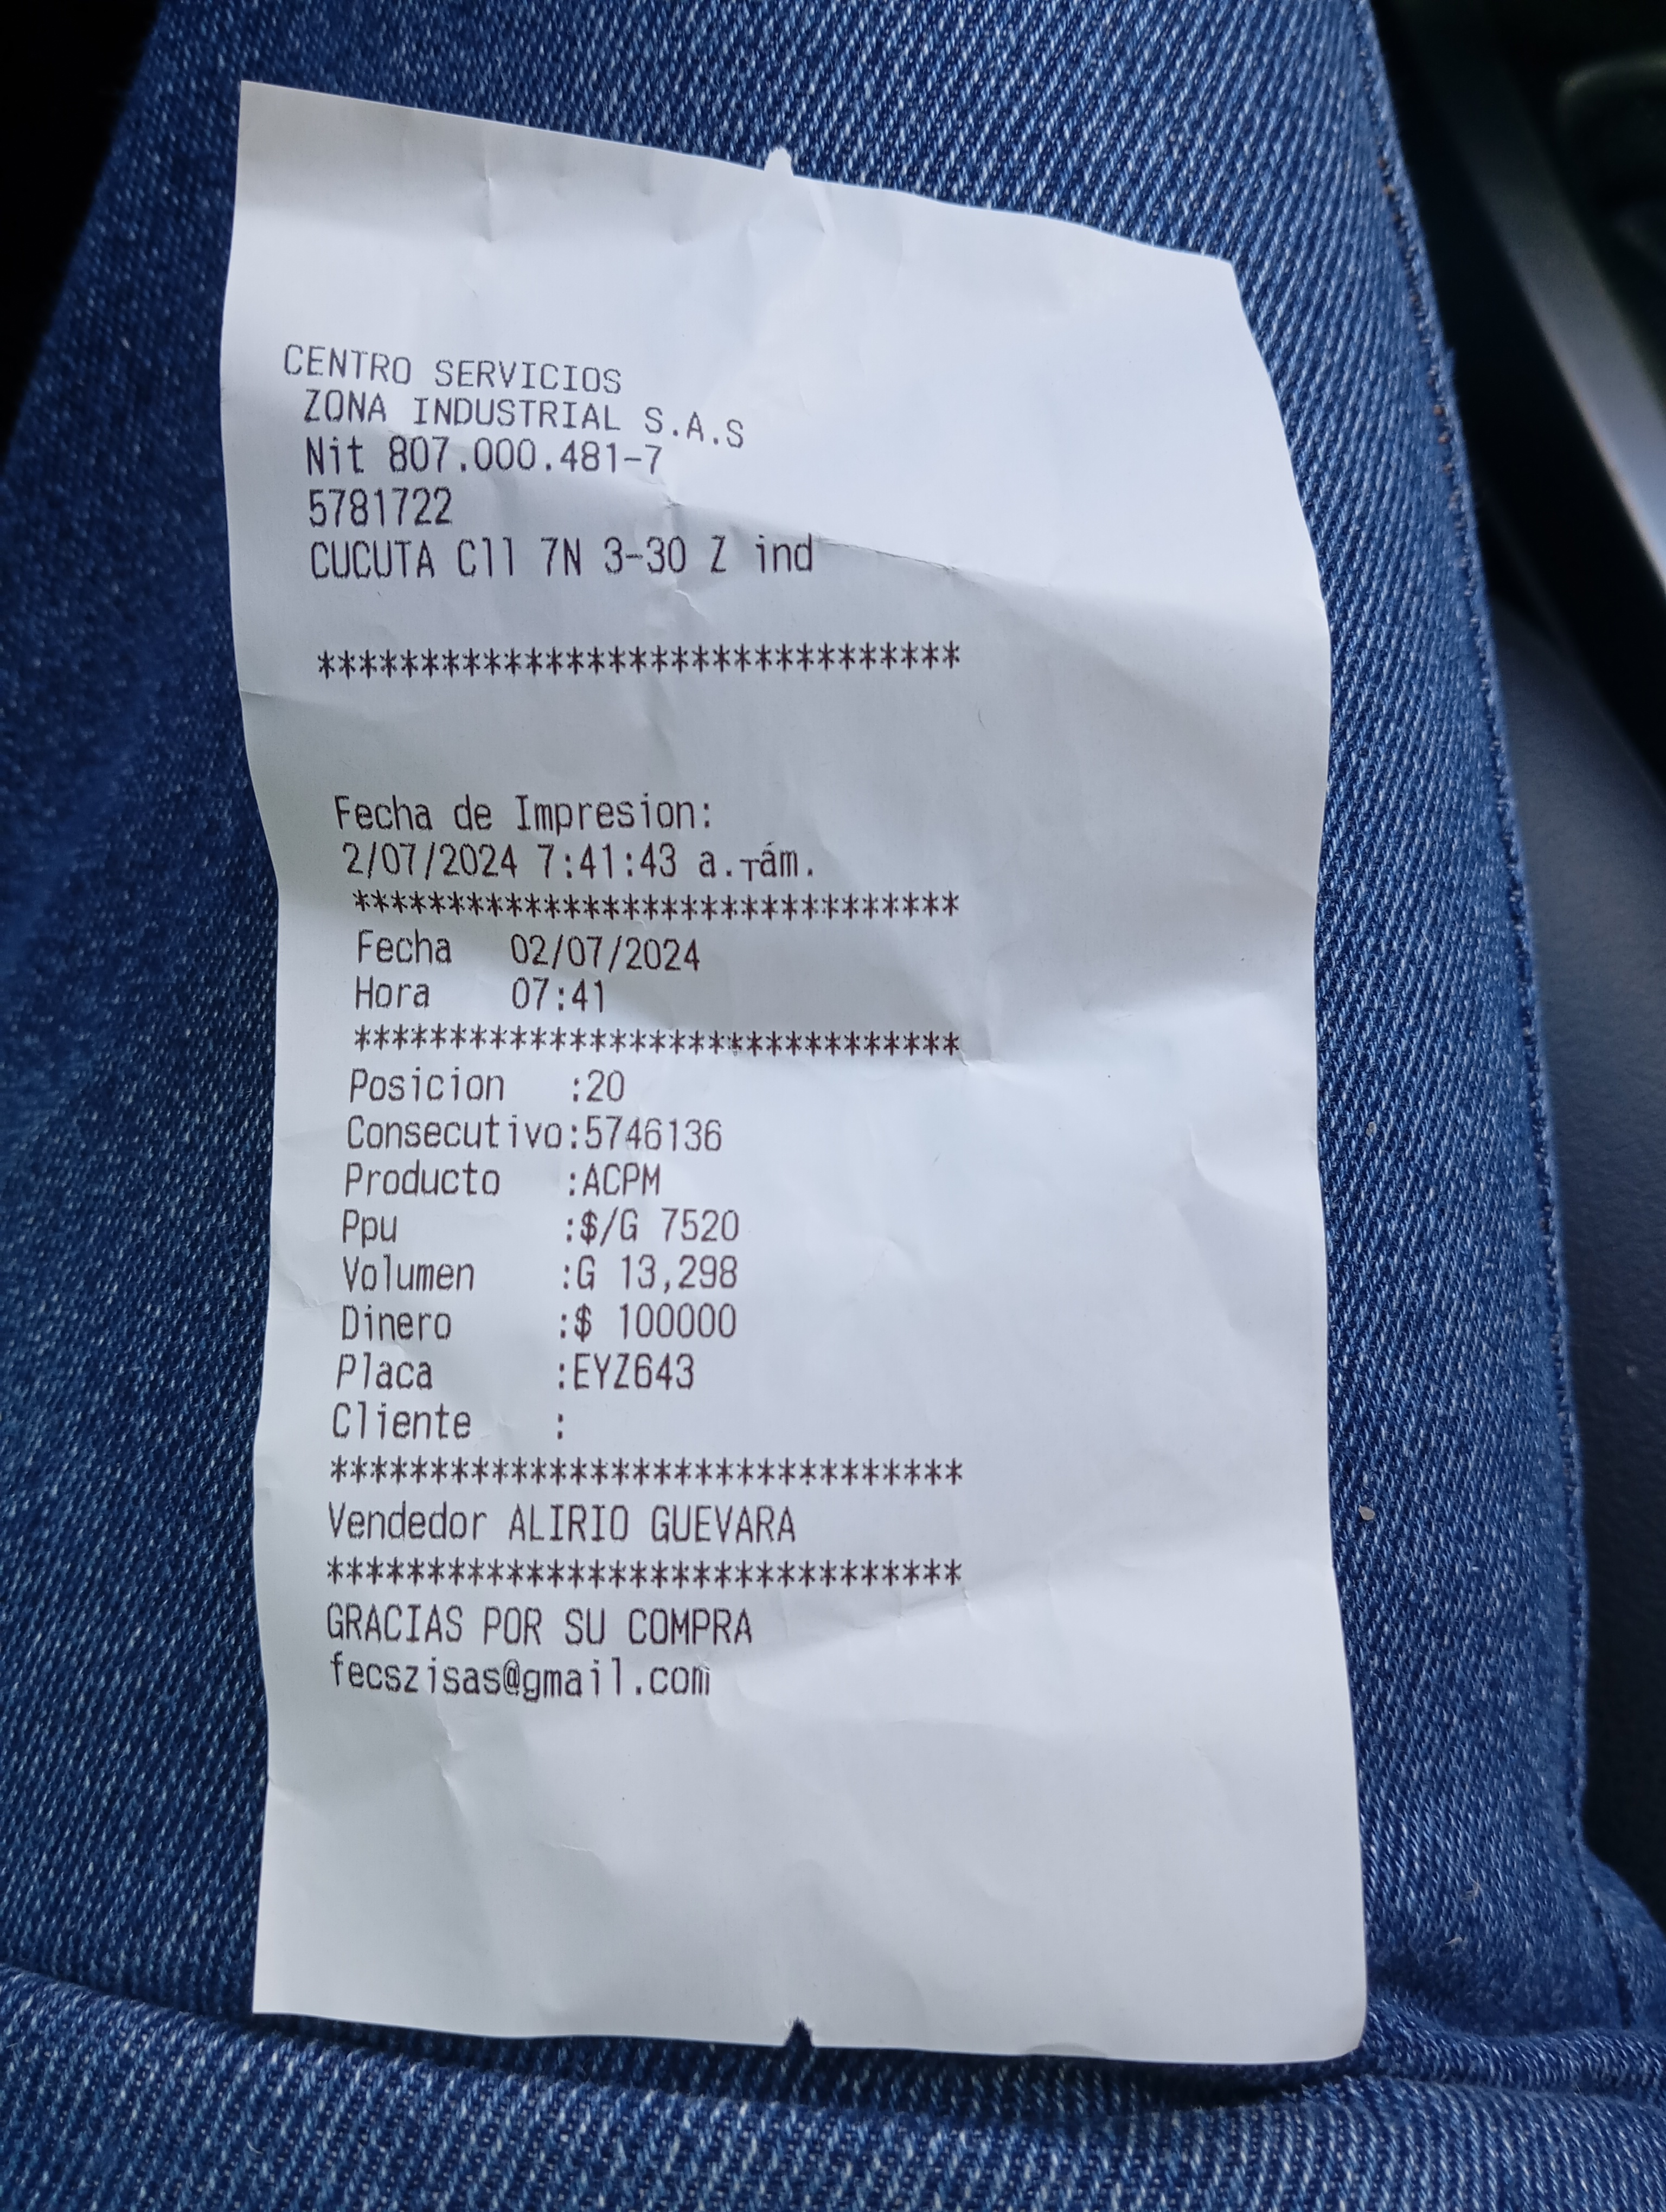 CENTRO SERVICIOS
ZONA INDUSTRIAL S.A.S
Nit 807.000.481-7
5781722
CUCUTA Cll 7N 3-30 Z ind
*******************************
Fecha de Impresion:
2/07/2024 7:41:43 a.┬ám.
*******************************
Fecha 02/07/2024
Hora 07:41
*******************************
Posicion :20
Consecutivo:5746136
Producto :ACPM
Ppu :$/G 7520
Volumen :G 13,298
Dinero :$ 100000
Placa :EYZ643
Cliente :
*******************************
Vendedor ALIRIO GUEVARA
*******************************
GRACIAS POR SU COMPRA
fecszisas@gmail.com